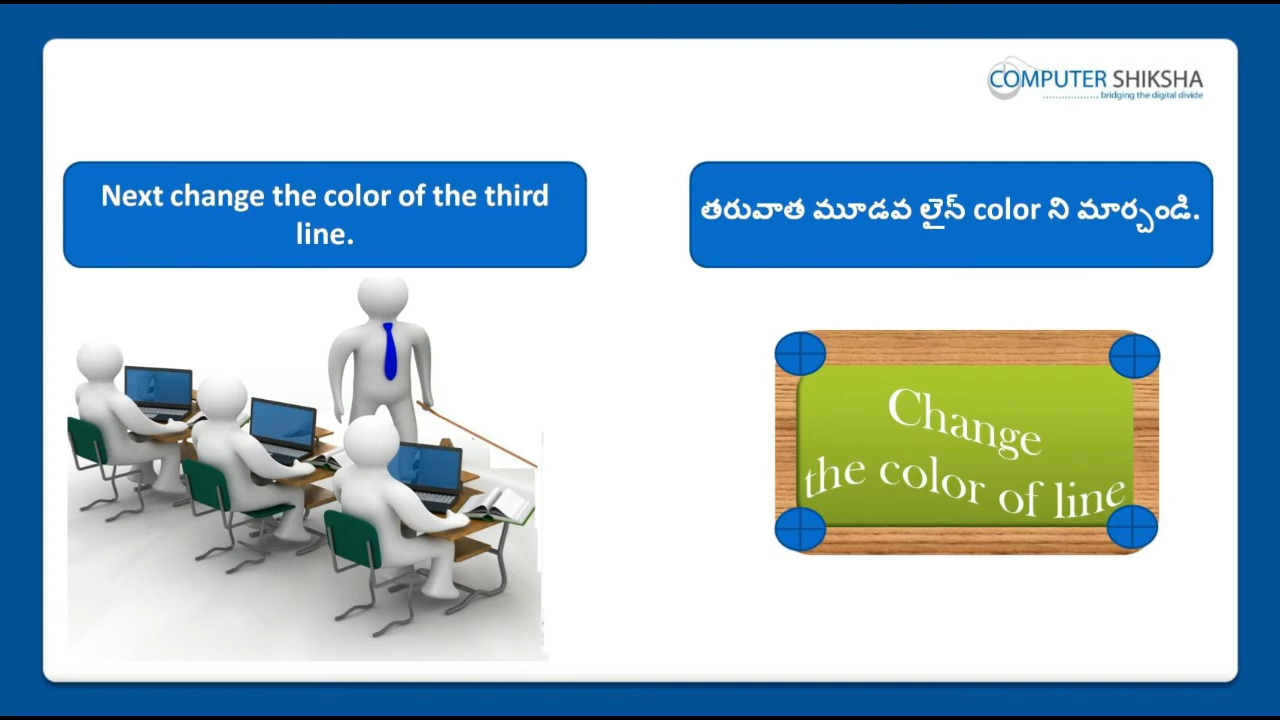 COMPUTER SHIKSHA
bridging the digital divide
Next change the color of the third
line.
తరువాత మూడవ లైన్ color ని మార్చండి.
Change
the color of line